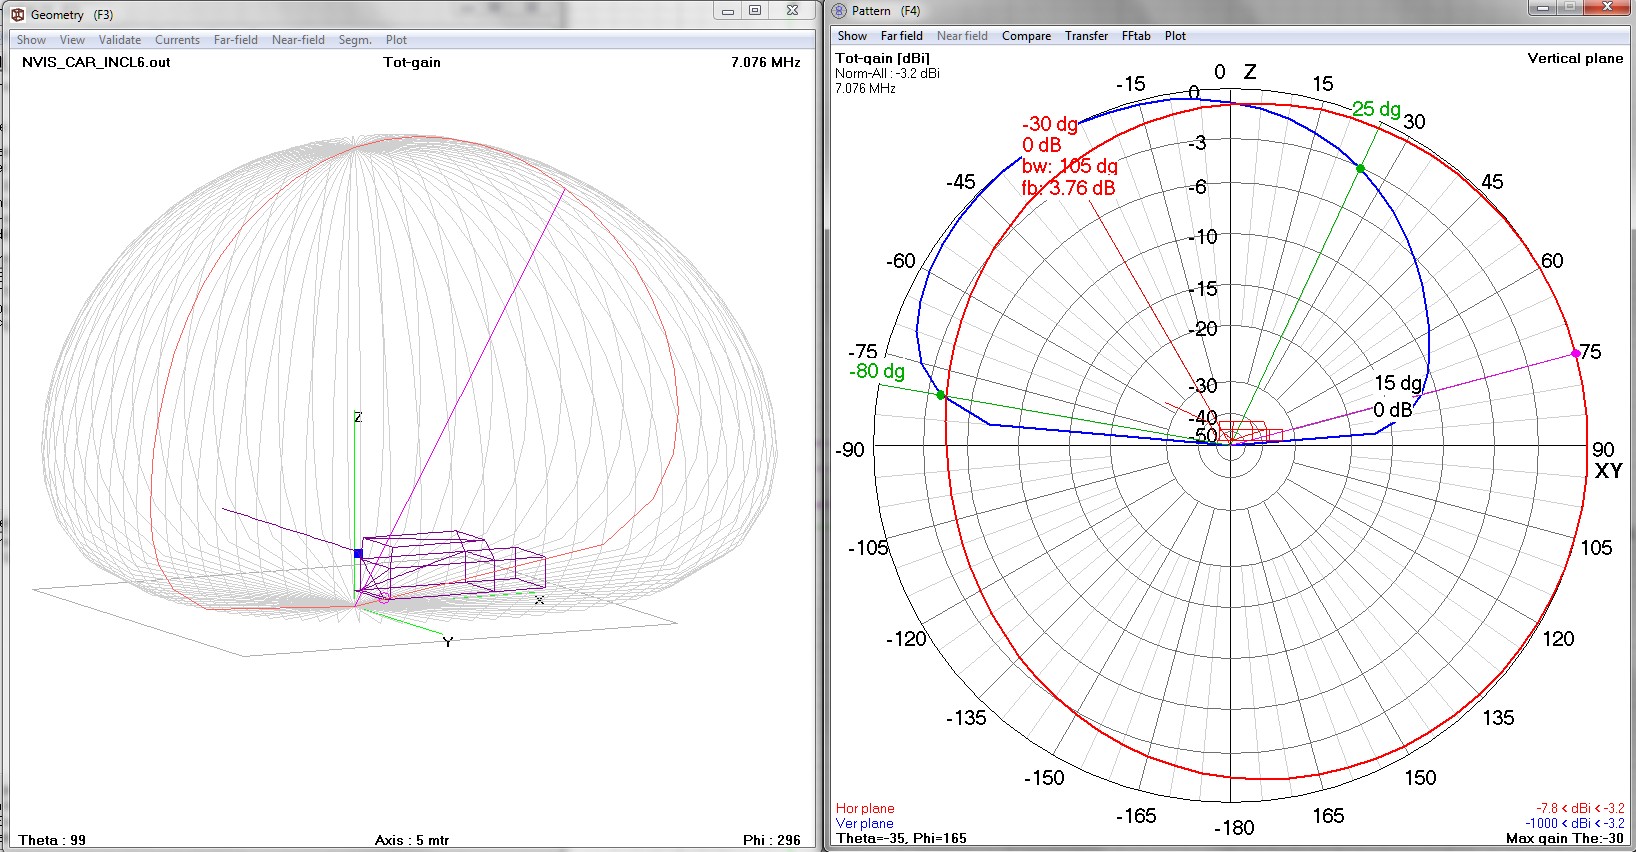 Geometry (F3)
Show View Validate Currents Far-field Near-field Segm. Plot
NVIS_CAR_INCL6.out Tot-gain 7.076 MHz
Z
X
Y
Theta : 99 Axis : 5 mtr Phi : 296
Pattern (F4)
Show Far field Near field Compare Transfer FFtab Plot
Tot-gain [dBi] Vertical plane
Norm-All : -3.2 dBi
7.076 MHz
0 Z
-15 0 15
25 dg
-30 dg 30
0 dB -3
bw: 105 dg
fb: 3.76 dB -6
-45 45
-10
-60 60
-15
-20
-75 75
-80 dg
-30 15 dg
-40 0 dB
-50
-90 90
XY
-105 105
-120 120
-135 135
-150 150
-165 165
-180
Hor plane -7.8 < dBi < -3.2
Ver plane -1000 < dBi < -3.2
Theta=-35, Phi=165 Max gain The:-30